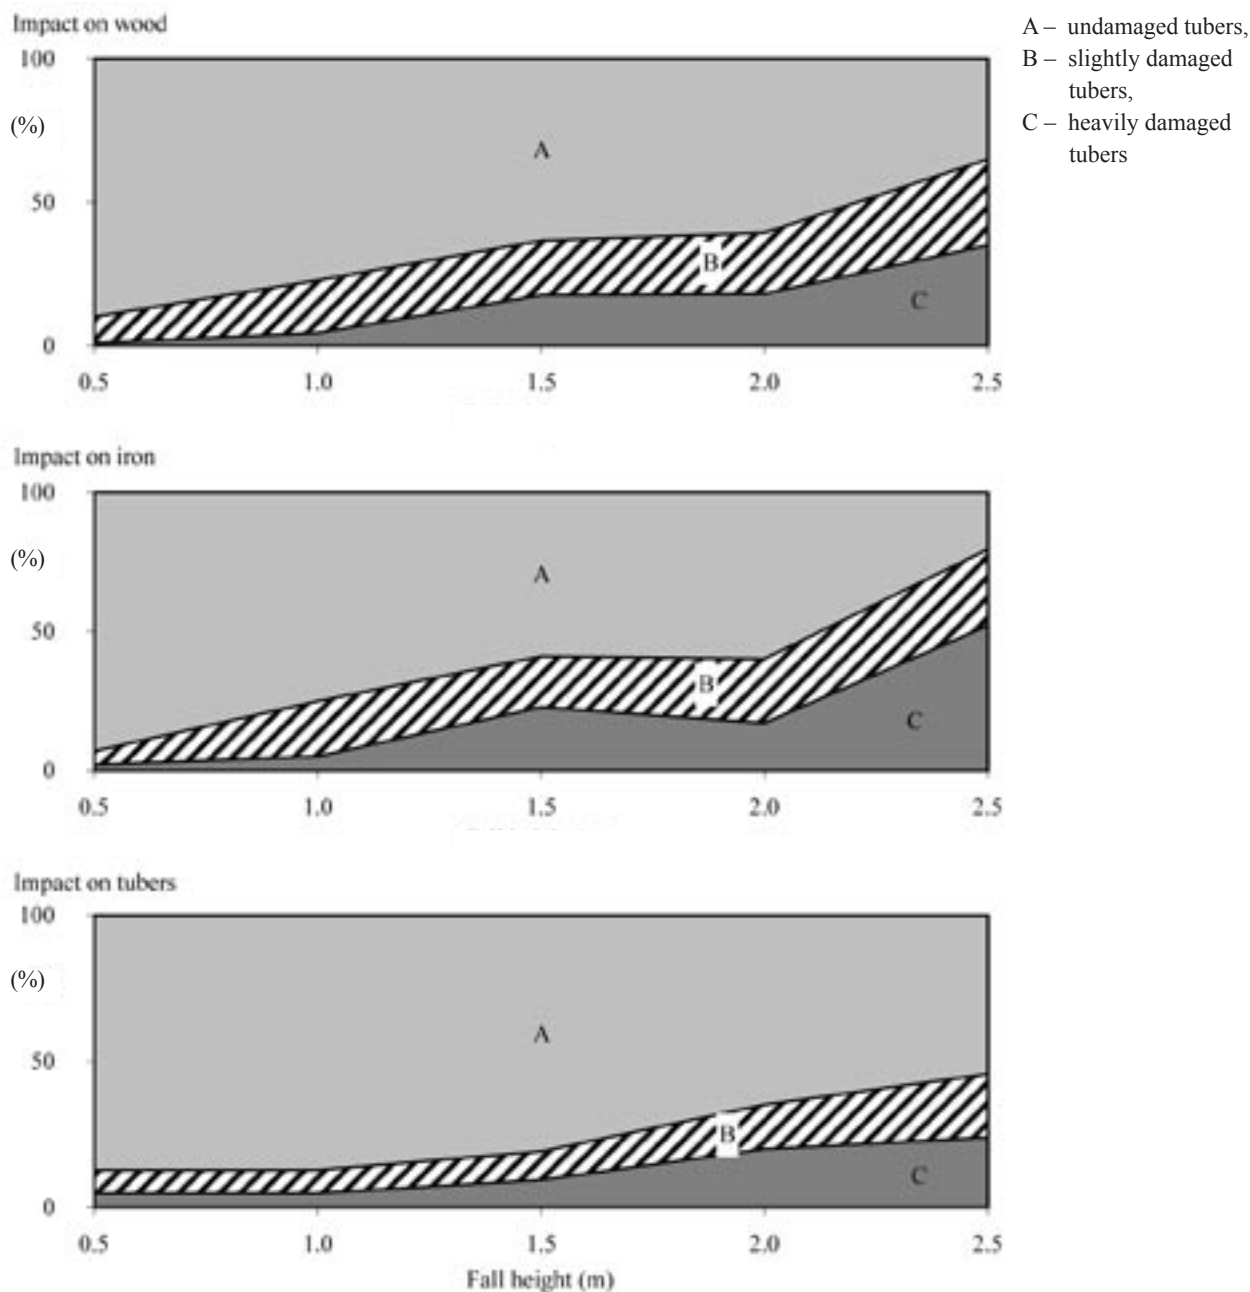 Impact on wood
A – undamaged tubers,
B – slightly damaged
tubers,
C – heavily damaged
tubers
100
(%)
A
50
B
C
0
0.5 1.0 1.5 2.0 2.5
Impact on iron
100
(%)
A
50
B
C
0
0.5 1.0 1.5 2.0 2.5
Impact on tubers
100
(%)
A
50
B
C
0
0.5 1.0 1.5 2.0 2.5
Fall height (m)